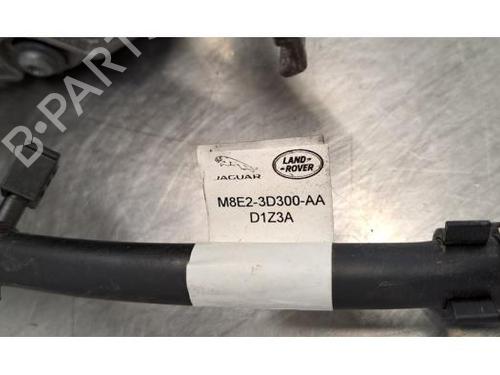 B-PARTS
JAGUAR
LAND-
ROVER
M8E2-3D300-AA
D1Z3A